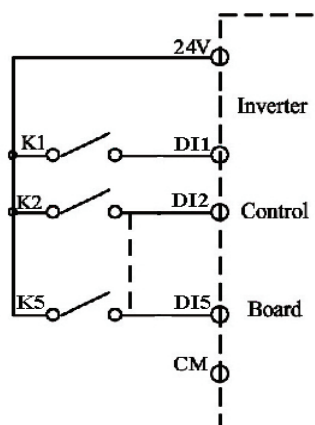 24V
Inverter
K1 DI1
K2 DI2 Control
K5 DI5 Board
CM